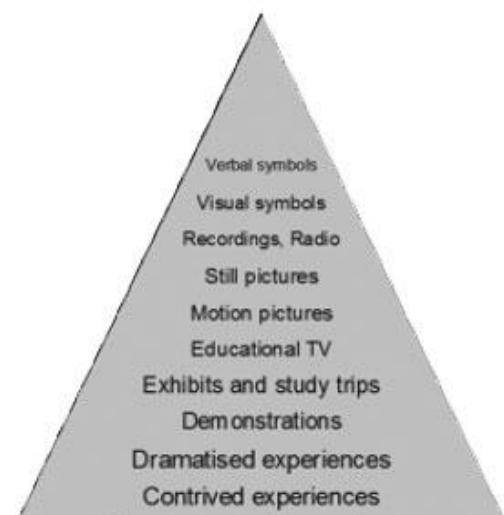 Verbal symbols
Visual symbols
Recordings, Radio
Still pictures
Motion pictures
Educational TV
Exhibits and study trips
Demonstrations
Dramatised experiences
Contrived experiences